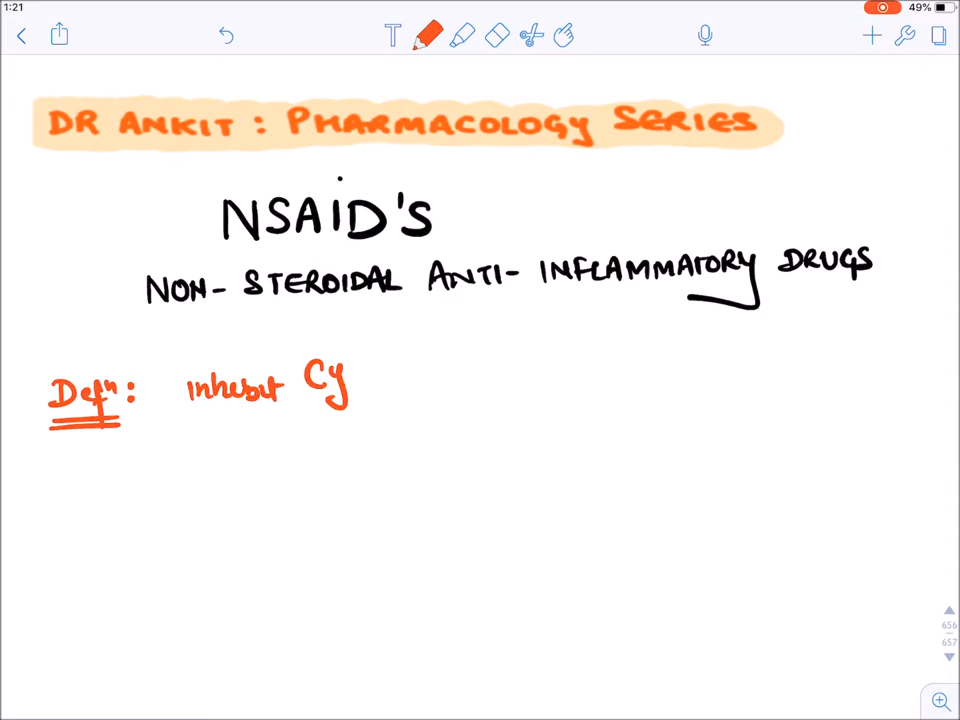 1:21
49%
T
DR ANKIT : PHARMACOLOGY SERIES
NSAiD's
NON- STEROIDAL ANTI- INFLAMMATORY DRUGS
Defn: inhibit Cy
656
657